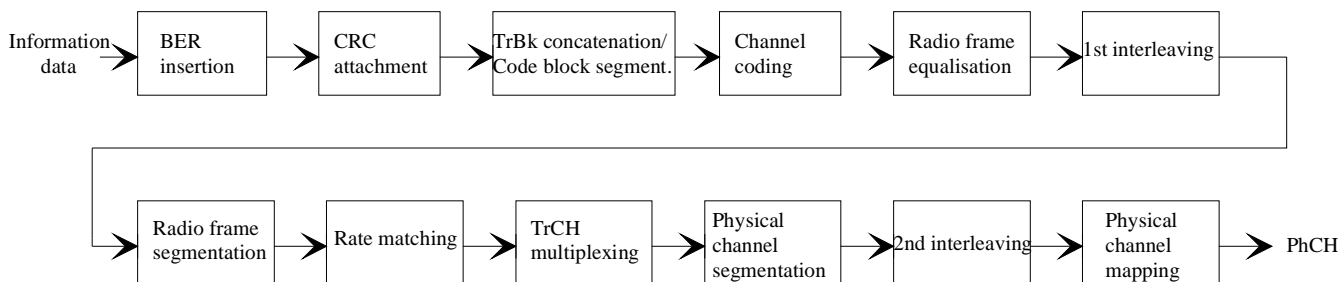 Information
data
BER
insertion
CRC
attachment
TrBk concatenation/
Code block segment.
Channel
coding
Radio frame
equalisation
1st interleaving
Radio frame
segmentation
Rate matching
TrCH
multiplexing
Physical
channel
segmentation
2nd interleaving
Physical
channel
mapping
PhCH